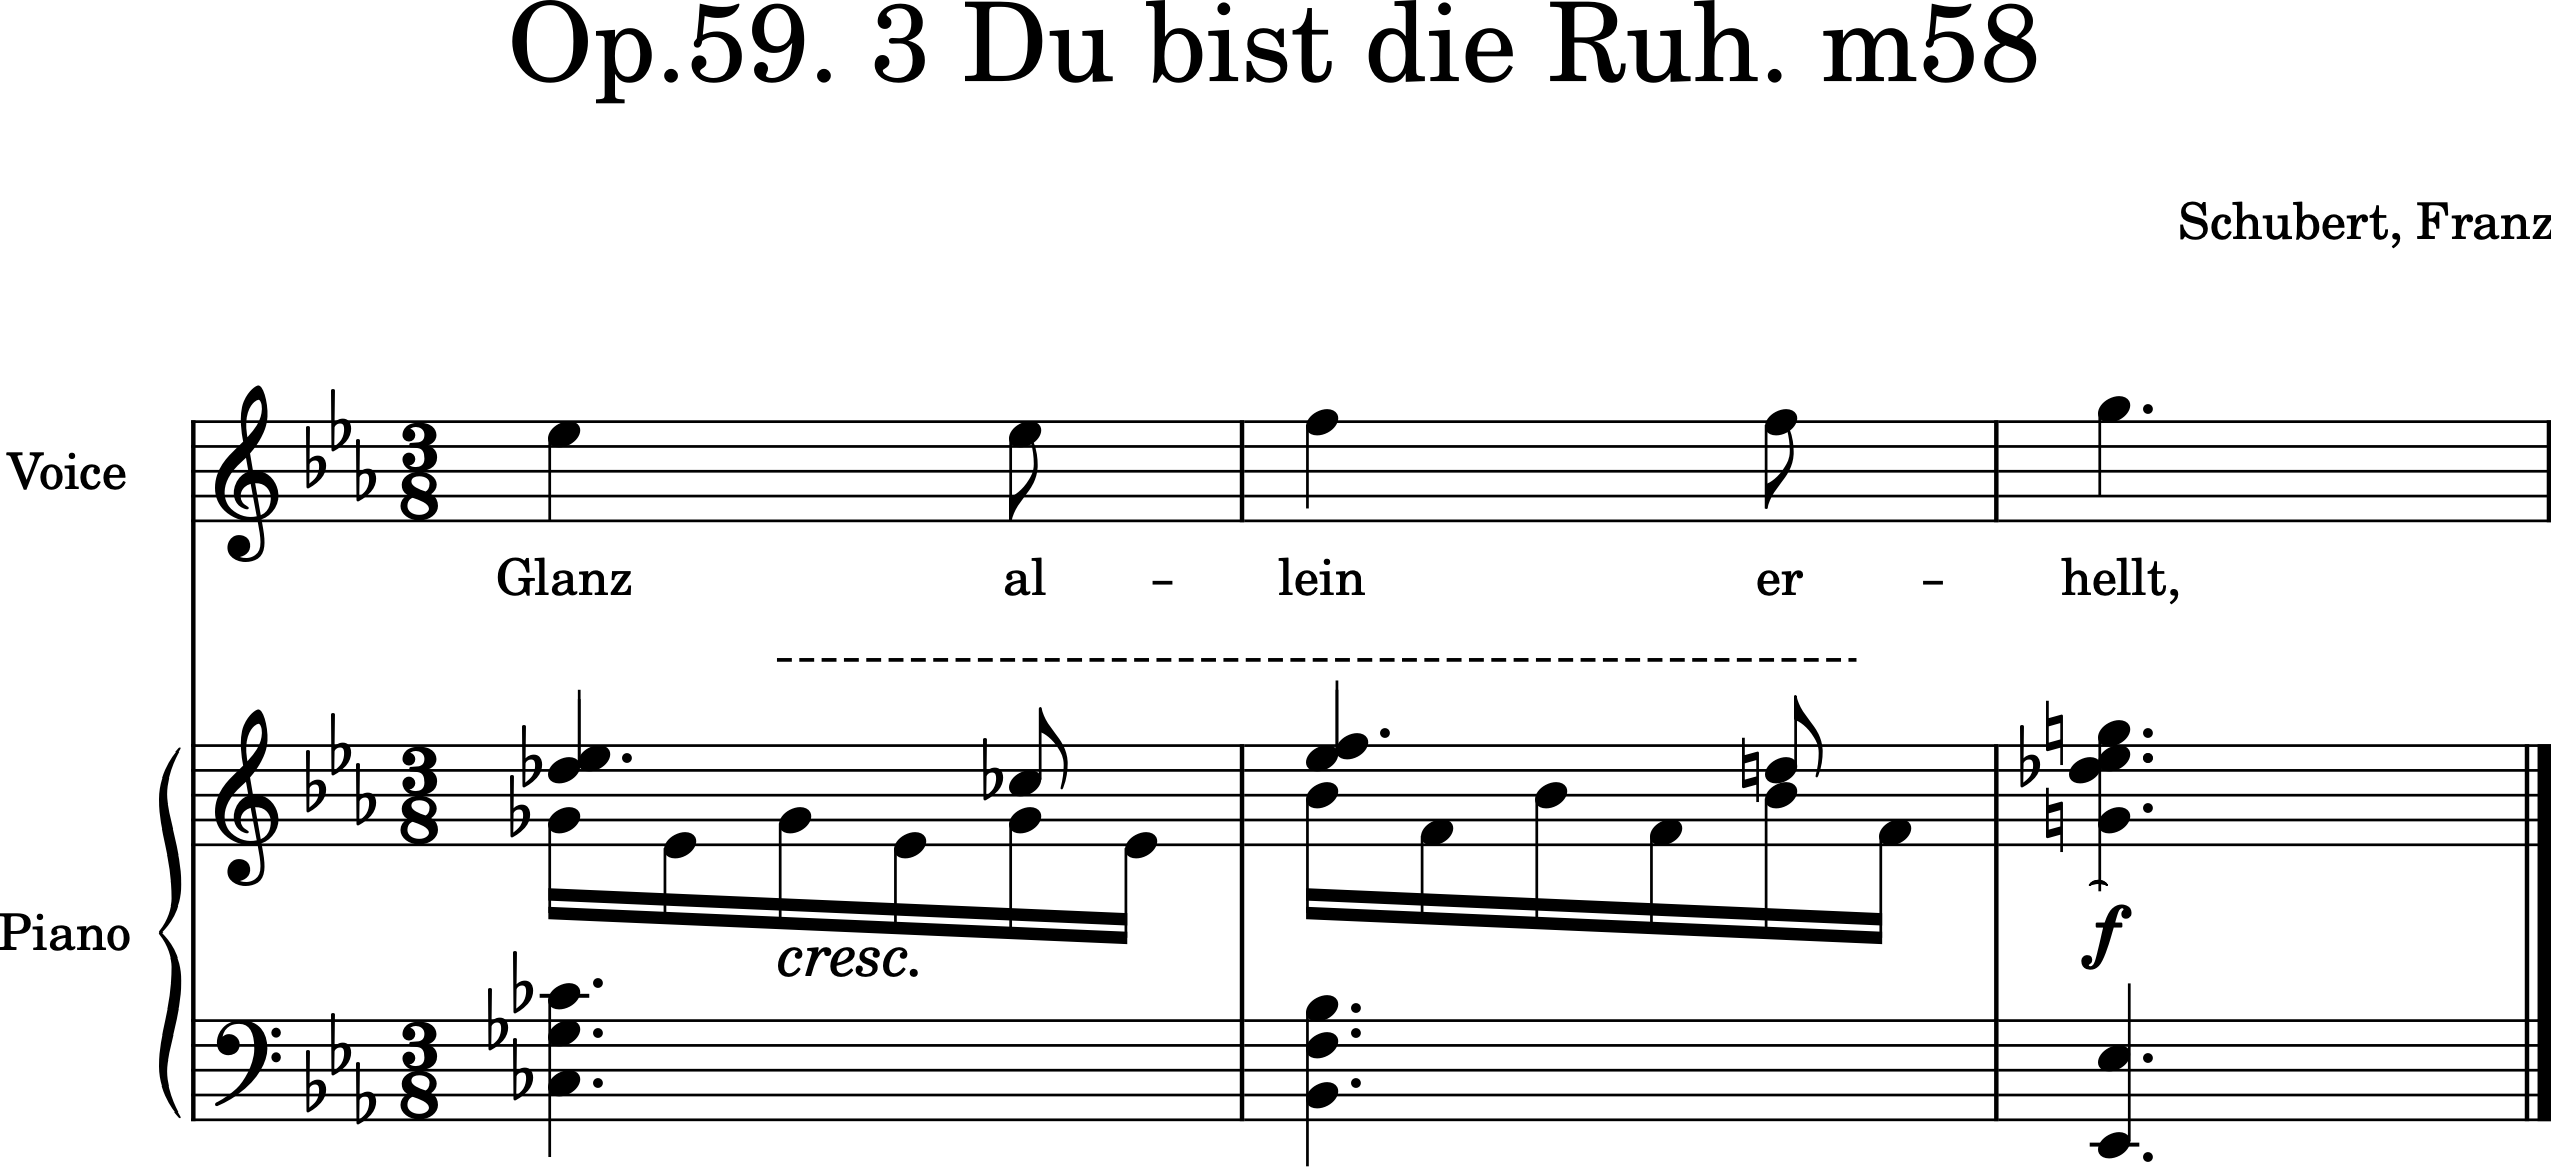 Op.59. 3 Du bist die Ruh. m58
Schubert, Franz
Voice
Glanz al - lein er - hellt,
Piano
cresc.
f